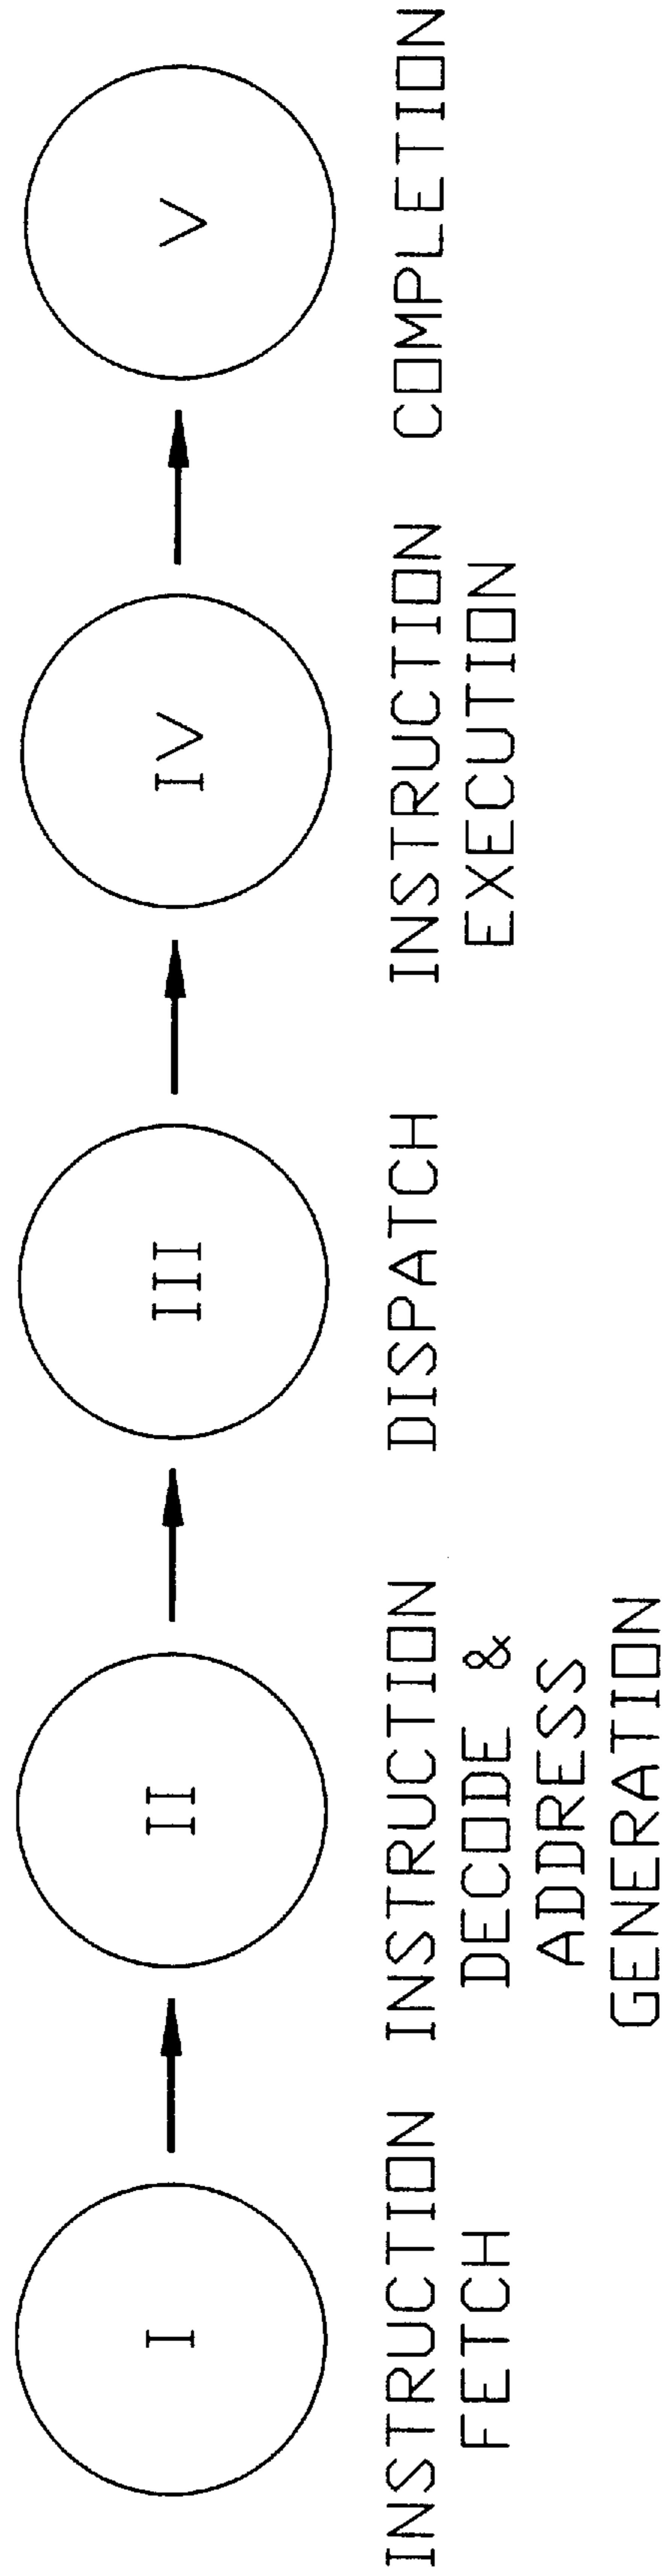 I
II
III
IV
V
INSTRUCTION
FETCH
INSTRUCTION
DECODE &
ADDRESS
GENERATION
DISPATCH
INSTRUCTION
EXECUTION
COMPLETION